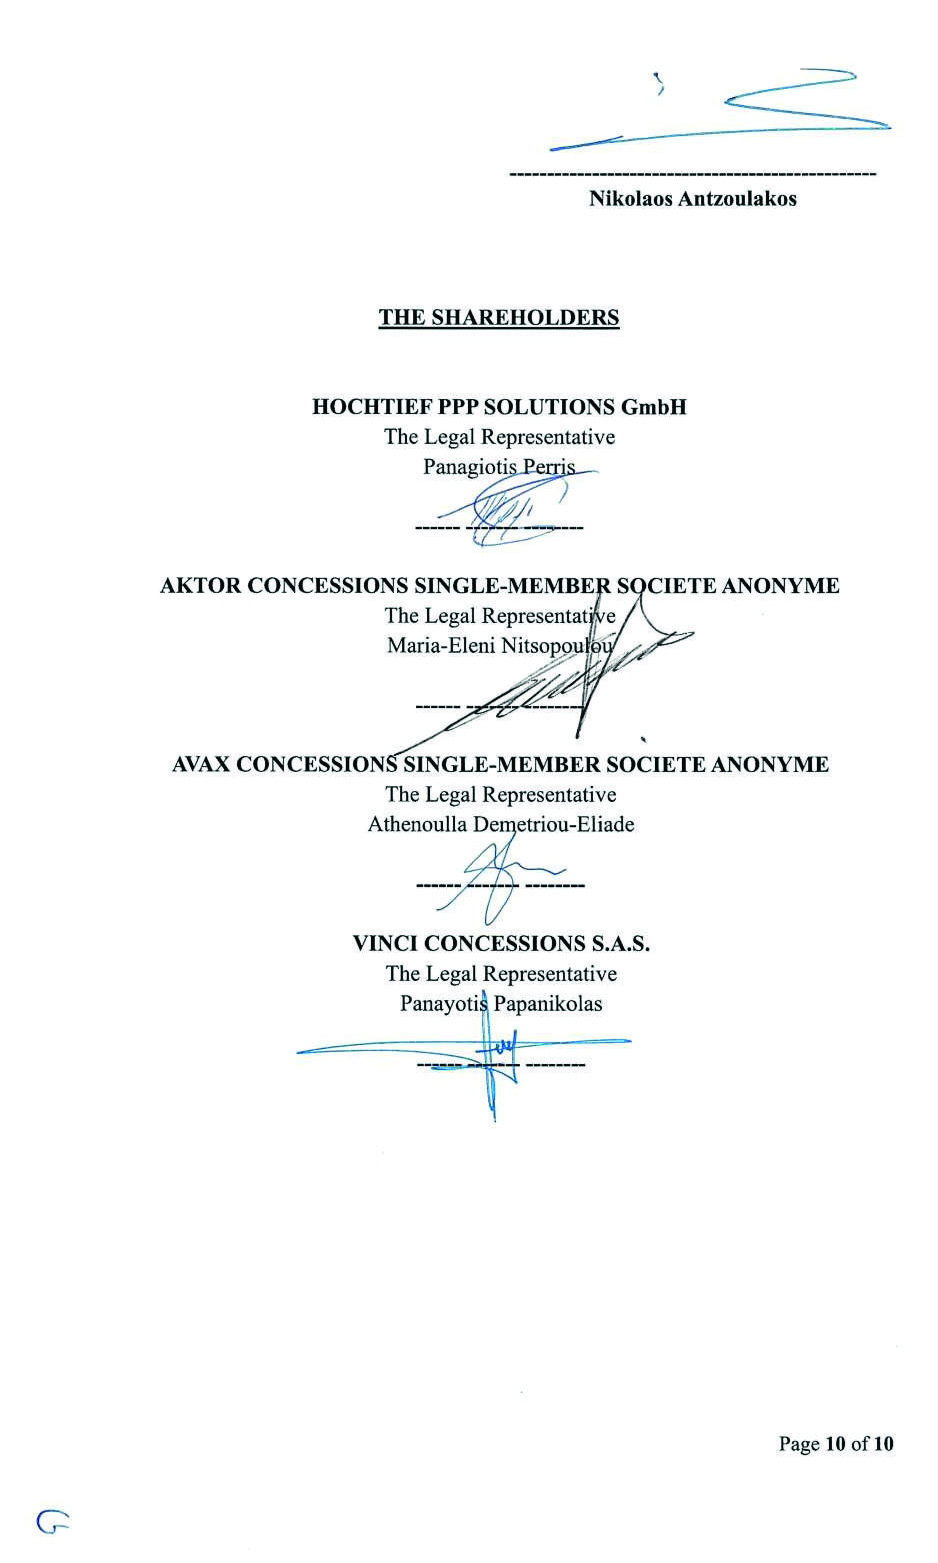 Nikolaos Antzoulakos
THE SHAREHOLDERS
HOCHTIEF PPP SOLUTIONS GmbH
The Legal Representative
Panagiotis Perris
AKTOR CONCESSIONS SINGLE-MEMBER SOCIETE ANONYME
The Legal Representative
Maria-Eleni Nitsopoulou
AVAX CONCESSIONS SINGLE-MEMBER SOCIETE ANONYME
The Legal Representative
Athenoulla Demetriou-Eliade
VINCI CONCESSIONS S.A.S.
The Legal Representative
Panayotis Papanikolas
Page 10 of 10